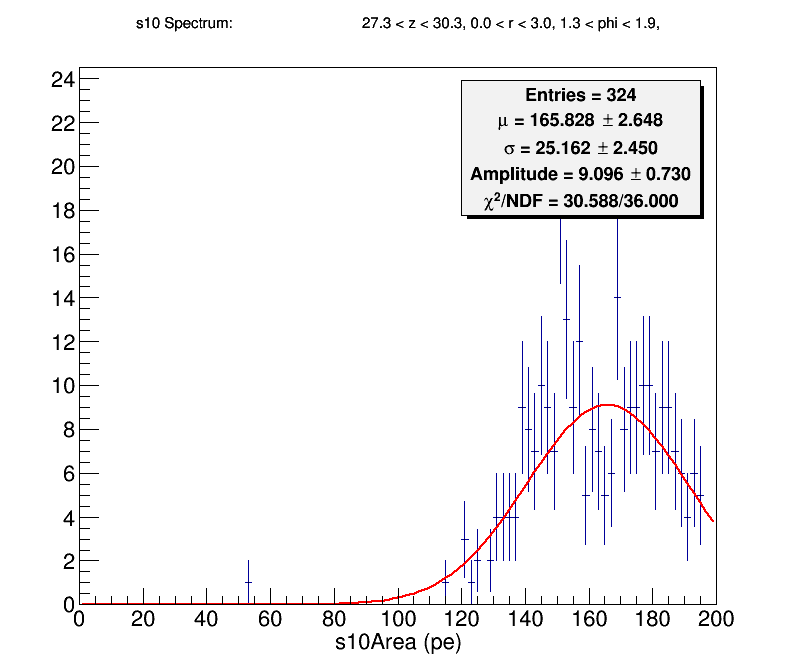 s10 Spectrum: 27.3 < z < 30.3, 0.0 < r < 3.0, 1.3 < phi < 1.9,
Entries = 324
μ = 165.828 ± 2.648
σ = 25.162 ± 2.450
Amplitude = 9.096 ± 0.730
χ²/NDF = 30.588/36.000
24
22
20
18
16
14
12
10
8
6
4
2
0
0 20 40 60 80 100 120 140 160 180 200
s10Area (pe)